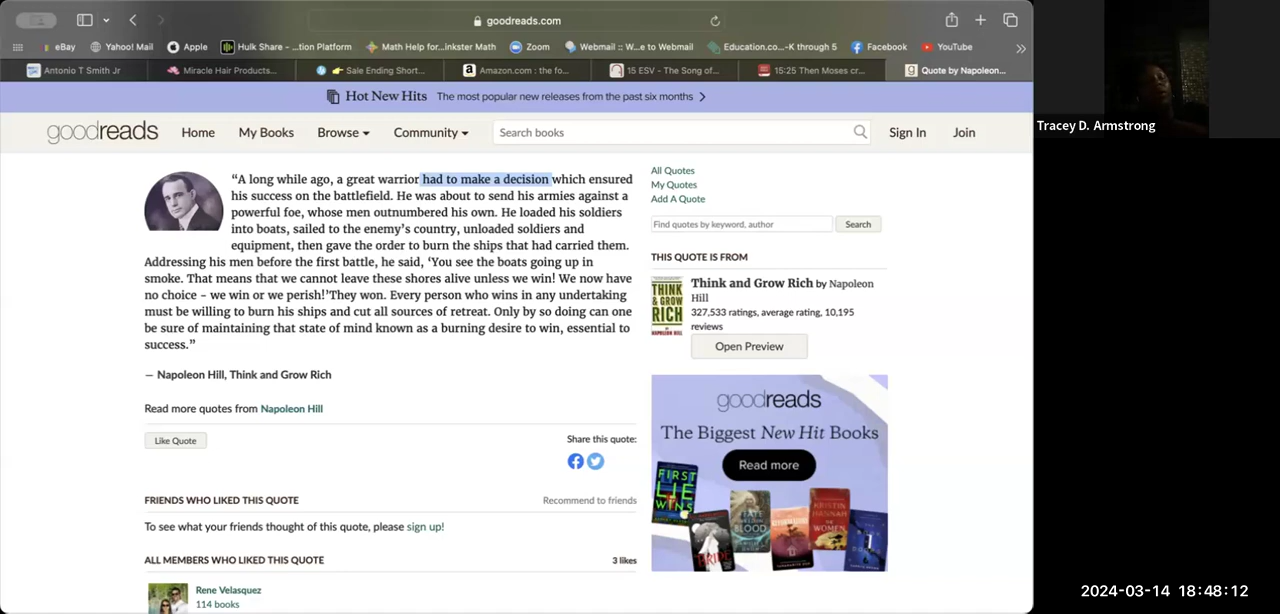 goodreads.com
eBay
Yahoo! Mail
Apple
Hulk Share - ...tion Platform
Math Help for...inkster Math
Zoom
Webmail :: W...e to Webmail
Education.co...-K through 5
Facebook
YouTube
Antonio T Smith Jr
Miracle Hair Products...
Sale Ending Short...
Amazon.com : the fo...
15 ESV - The Song of...
15:25 Then Moses cr...
Quote by Napoleon...
Hot New Hits The most popular new releases from the past six months
goodreads
Home
My Books
Browse
Community
Search books
Sign In
Join
“A long while ago, a great warrior had to make a decision which ensured
his success on the battlefield. He was about to send his armies against a
powerful foe, whose men outnumbered his own. He loaded his soldiers
into boats, sailed to the enemy’s country, unloaded soldiers and
equipment, then gave the order to burn the ships that had carried them.
Addressing his men before the first battle, he said, ‘You see the boats going up in
smoke. That means that we cannot leave these shores alive unless we win! We now have
no choice – we win or we perish!’They won. Every person who wins in any undertaking
must be willing to burn his ships and cut all sources of retreat. Only by so doing can one
be sure of maintaining that state of mind known as a burning desire to win, essential to
success.”
— Napoleon Hill, Think and Grow Rich
Read more quotes from Napoleon Hill
Like Quote
Share this quote:
FRIENDS WHO LIKED THIS QUOTE
Recommend to friends
To see what your friends thought of this quote, please sign up!
ALL MEMBERS WHO LIKED THIS QUOTE
3 likes
Rene Velasquez
114 books
All Quotes
My Quotes
Add A Quote
Find quotes by keyword, author
Search
THIS QUOTE IS FROM
THINK & GROW RICH
Think and Grow Rich by Napoleon
Hill
327,533 ratings, average rating, 10,195
reviews
Open Preview
goodreads
The Biggest New Hit Books
Read more
FIRST
LIE
WINS
BRIDE
KRISTIN
HANNAH
THE
WOMEN
Tracey D. Armstrong
2024-03-14 18:48:12